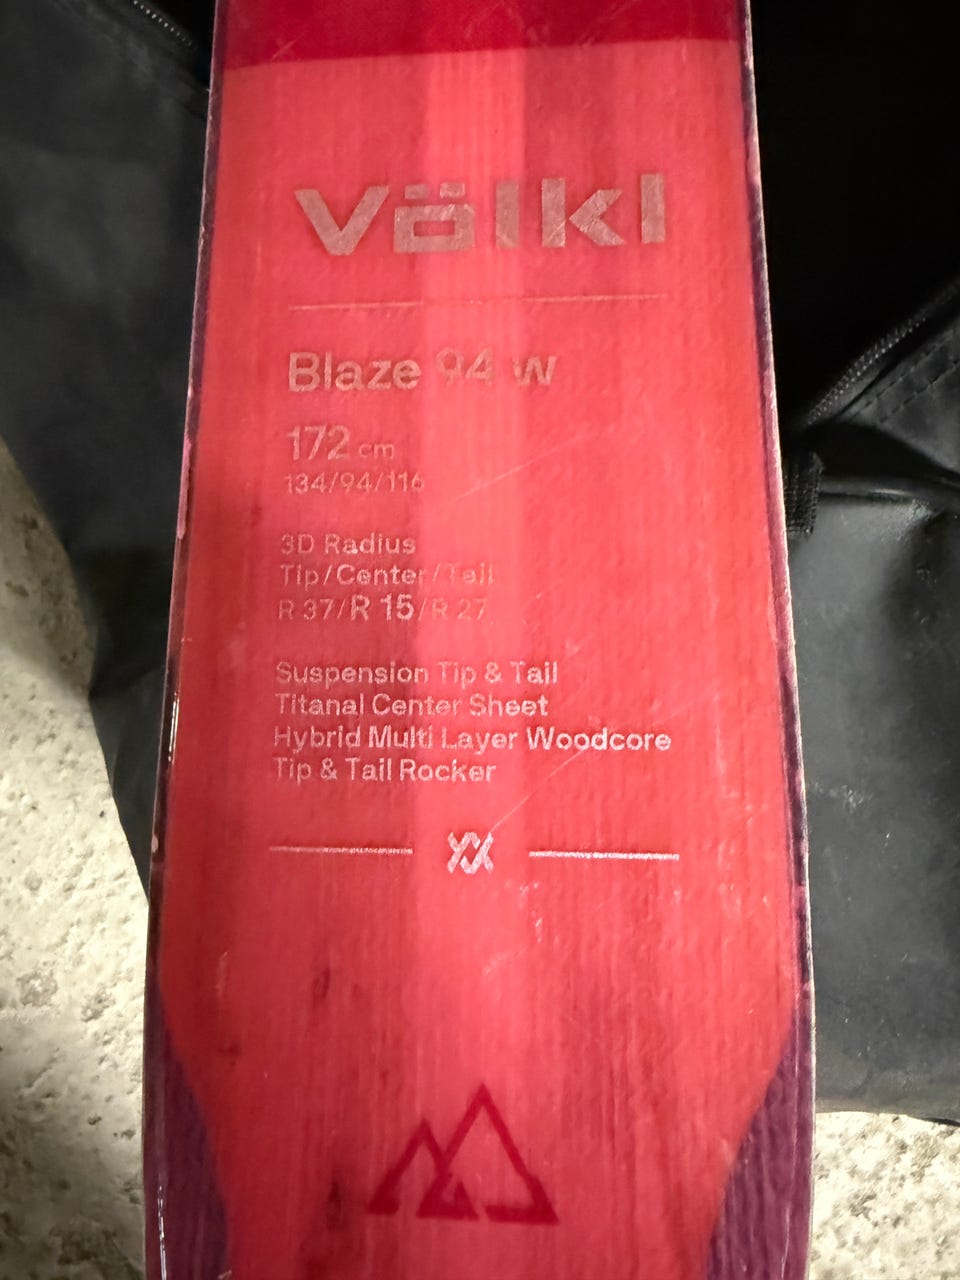 Völkl
Blaze 94 W
172 cm
134/94/116
3D Radius
Tip/Center/Tail
R 37/R 15/R 27
Suspension Tip & Tail
Titanal Center Sheet
Hybrid Multi Layer Woodcore
Tip & Tail Rocker